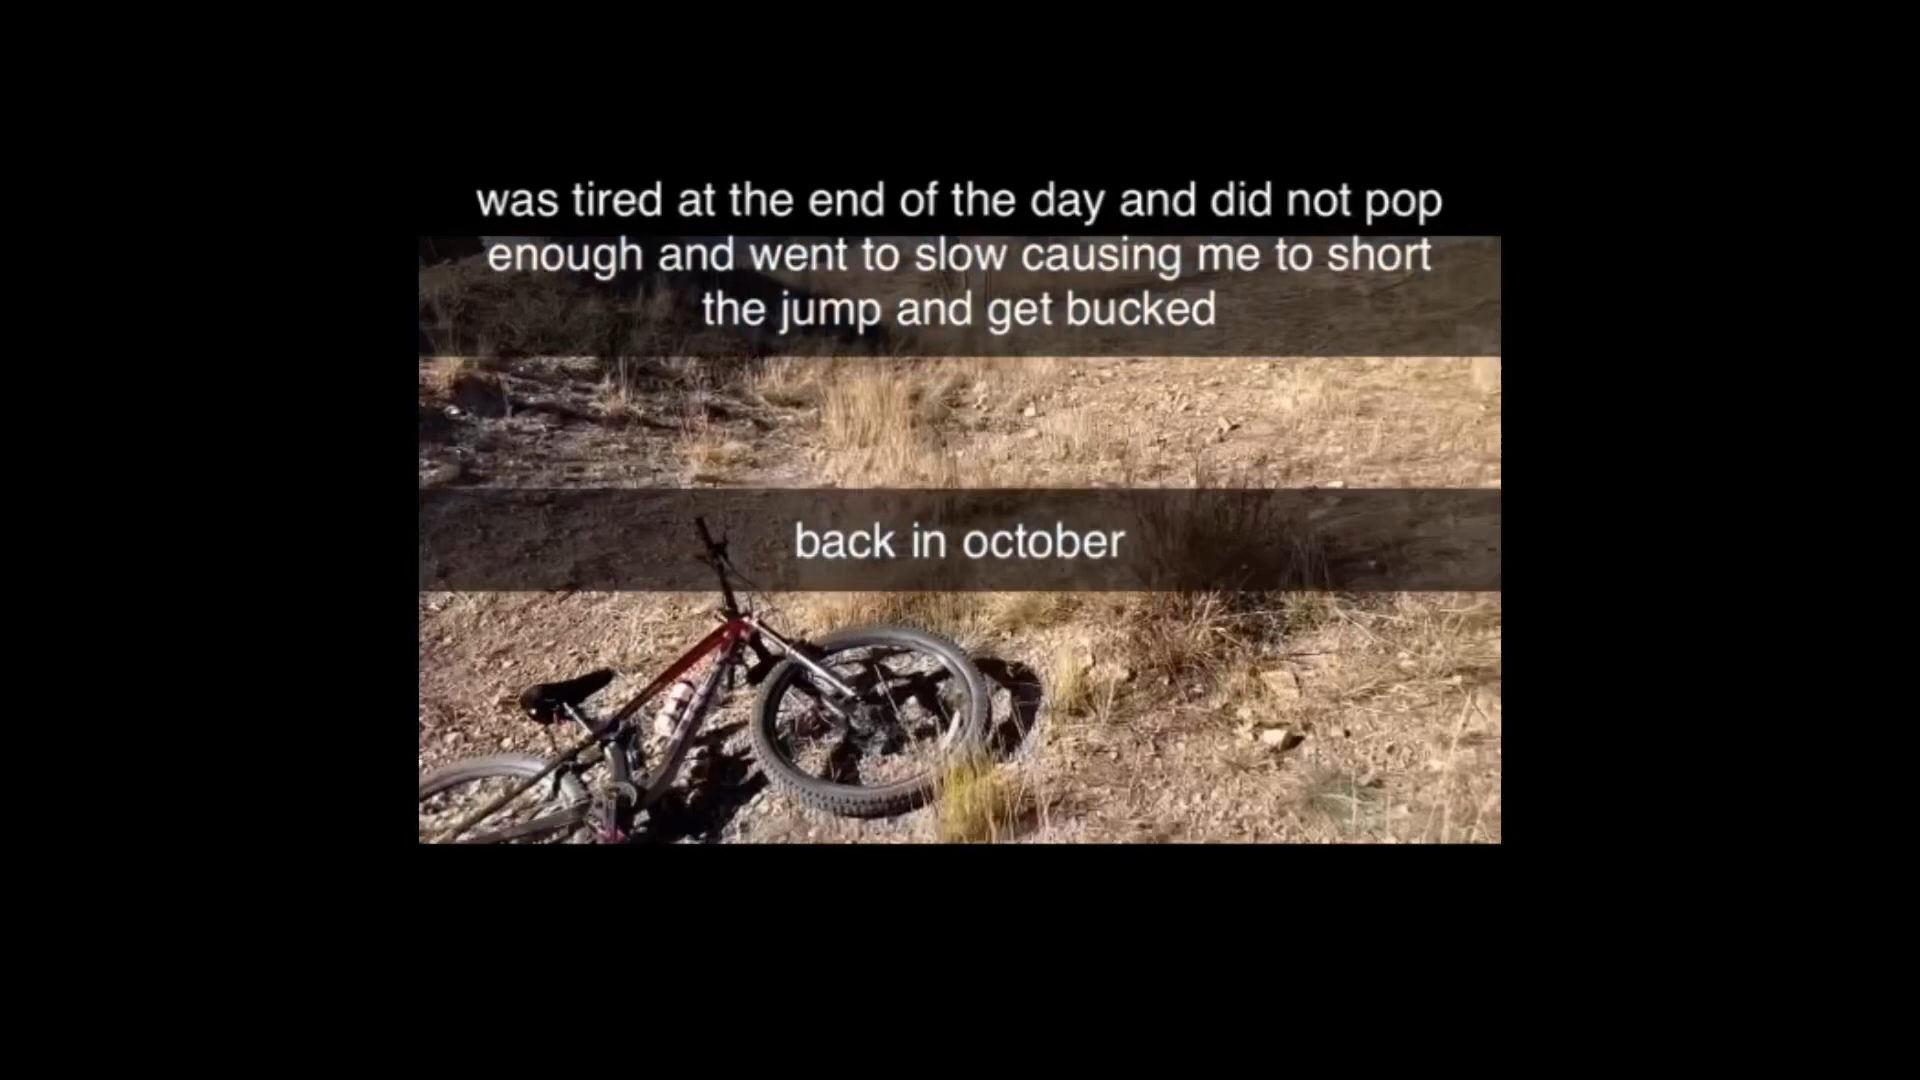 was tired at the end of the day and did not pop
enough and went to slow causing me to short
the jump and get bucked
back in october